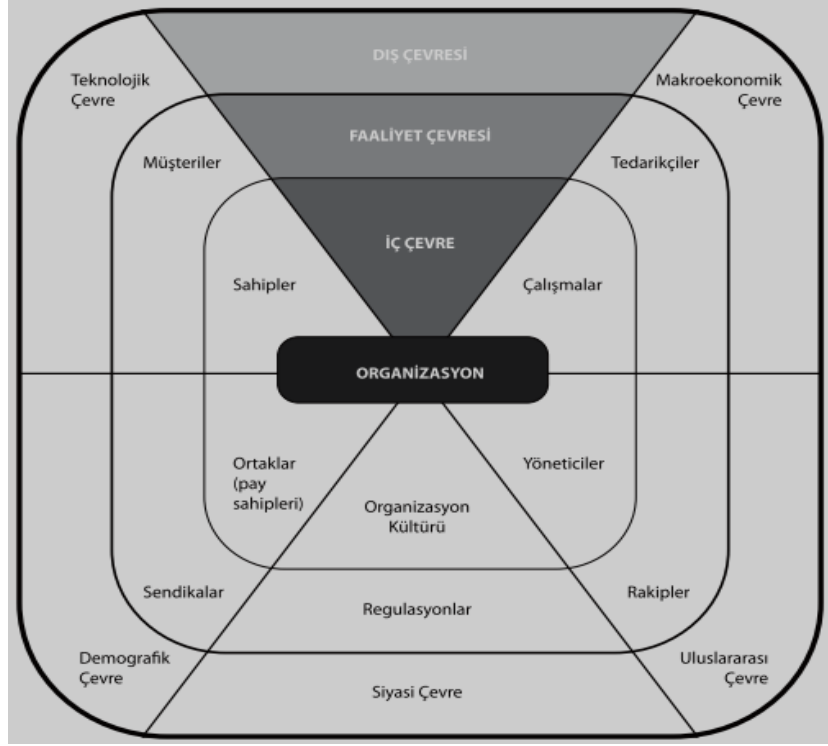 DIŞ ÇEVRESİ
Teknolojik
Çevre
Makroekonomik
Çevre
FAALİYET ÇEVRESİ
Müşteriler
Tedarikçiler
İÇ ÇEVRE
Sahipler
Çalışmalar
ORGANİZASYON
Ortaklar
(pay
sahipleri)
Yöneticiler
Organizasyon
Kültürü
Sendikalar
Regulasyonlar
Rakipler
Demografik
Çevre
Uluslararası
Çevre
Siyasi Çevre